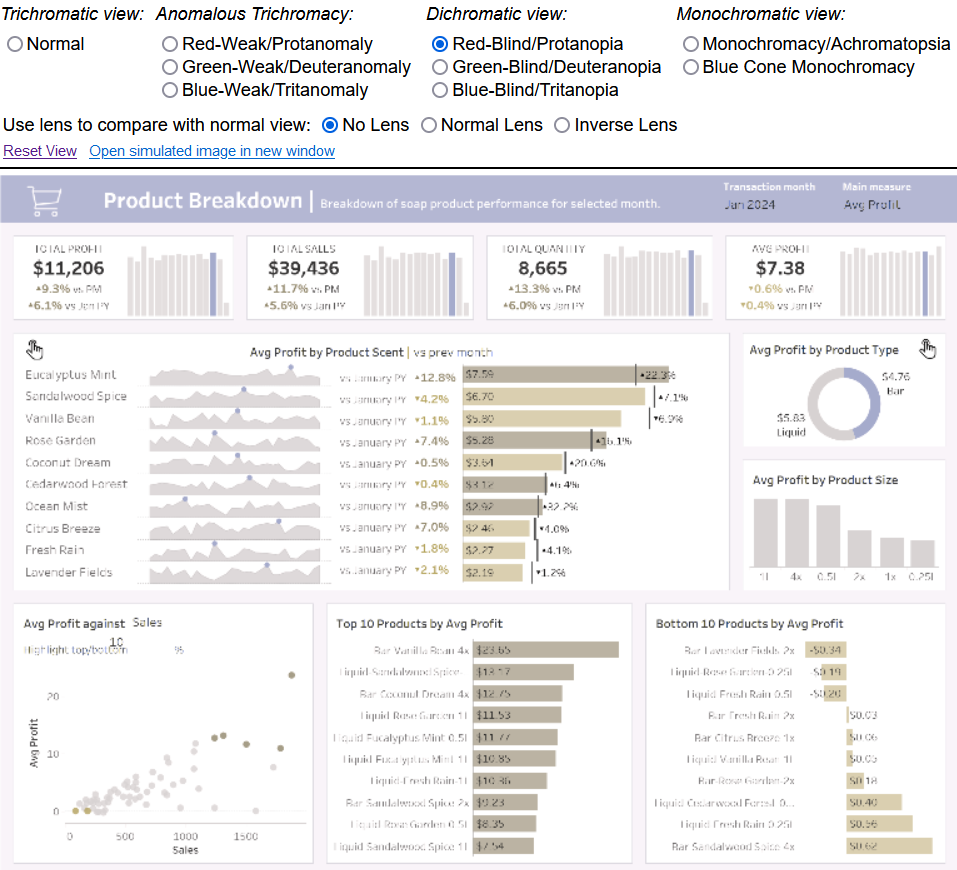 Trichromatic view: Anomalous Trichromacy: Dichromatic view: Monochromatic view:
Normal Red-Weak/Protanomaly Red-Blind/Protanopia Monochromacy/Achromatopsia
Green-Weak/Deuteranomaly Green-Blind/Deuteranopia Blue Cone Monochromacy
Blue-Weak/Tritanomaly Blue-Blind/Tritanopia
Use lens to compare with normal view: No Lens Normal Lens Inverse Lens
Reset View Open simulated image in new window
Product Breakdown | Breakdown of soap product performance for selected month.
Transaction month Main measure
Jan 2024 Avg Profit
TOTAL PROFIT
$11,206
▲9.3% vs PM
▲6.1% vs Jan PY
TOTAL SALES
$39,436
▲11.7% vs PM
▲5.6% vs Jan PY
TOTAL QUANTITY
8,665
▲13.3% vs PM
▲6.0% vs Jan PY
AVG PROFIT
$7.38
▼0.6% vs PM
▼0.4% vs Jan PY
Avg Profit by Product Scent | vs prev month
Eucalyptus Mint vs January PY ▲12.8% $7.59 ▲22.3%
Sandalwood Spice vs January PY ▼4.2% $6.70 ▲7.1%
Vanilla Bean vs January PY ▼1.1% $5.80 ▼6.9%
Rose Garden vs January PY ▲7.4% $5.28 ▲16.1%
Coconut Dream vs January PY ▲0.5% $3.64 ▲20.6%
Cedarwood Forest vs January PY ▼0.4% $3.12 ▲6.4%
Ocean Mist vs January PY ▲8.9% $2.92 ▲32.2%
Citrus Breeze vs January PY ▲7.0% $2.46 ▼4.0%
Fresh Rain vs January PY ▼1.8% $2.27 ▲4.1%
Lavender Fields vs January PY ▼2.1% $2.19 ▼1.2%
Avg Profit by Product Type
$4.76
Bar
$5.83
Liquid
Avg Profit by Product Size
1l 4x 0.5l 2x 1x 0.25l
Avg Profit against Sales
Highlight top/bottom 10 %
Avg Profit
20
10
0
0 500 1000 1500
Sales
Top 10 Products by Avg Profit
Bar Vanilla Bean 4x $23.65
Liquid Sandalwood Spice $13.17
Bar Coconut Dream 4x $12.75
Liquid Rose Garden 1l $11.53
Liquid Eucalyptus Mint 0.5l $11.77
Liquid Eucalyptus Mint 1l $10.85
Liquid Fresh Rain 1l $10.36
Bar Sandalwood Spice 2x $9.23
Liquid Rose Garden 0.5l $8.35
Liquid Sandalwood Spice 1l $7.54
Bottom 10 Products by Avg Profit
Bar Lavender Fields 2x -$0.34
Liquid Rose Garden 0.25l -$0.19
Liquid Fresh Rain 0.5l -$0.20
Bar Fresh Rain 2x $0.03
Bar Citrus Breeze 1x $0.06
Liquid Vanilla Bean 1l $0.05
Bar Rose Garden 2x $0.18
Liquid Cedarwood Forest 0... $0.40
Liquid Fresh Rain 0.25l $0.56
Bar Sandalwood Spice 4x $0.62